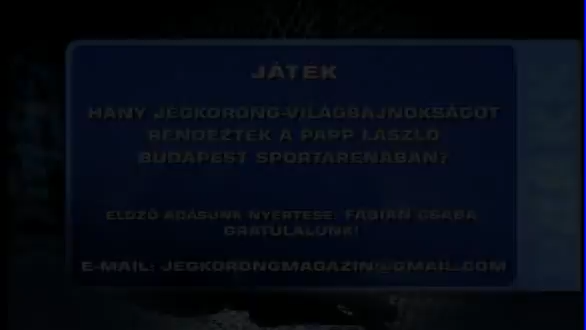 JÁTÉK
HÁNY JÉGKORONG-VILÁGBAJNOKSÁGOT
RENDEZTEK A PAPP LÁSZLÓ
BUDAPEST SPORTARÉNÁBAN?
ELŐZŐ ADÁSUNK NYERTESE: FÁBIÁN CSABA
GRATULÁLUNK!
E-MAIL: JEGKORONGMAGAZIN@GMAIL.COM